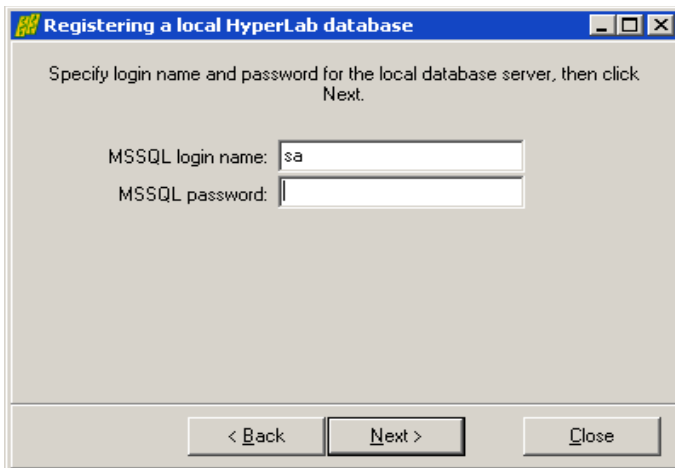 Registering a local HyperLab database
Specify login name and password for the local database server, then click
Next.
MSSQL login name: sa
MSSQL password:
< Back Next > Close